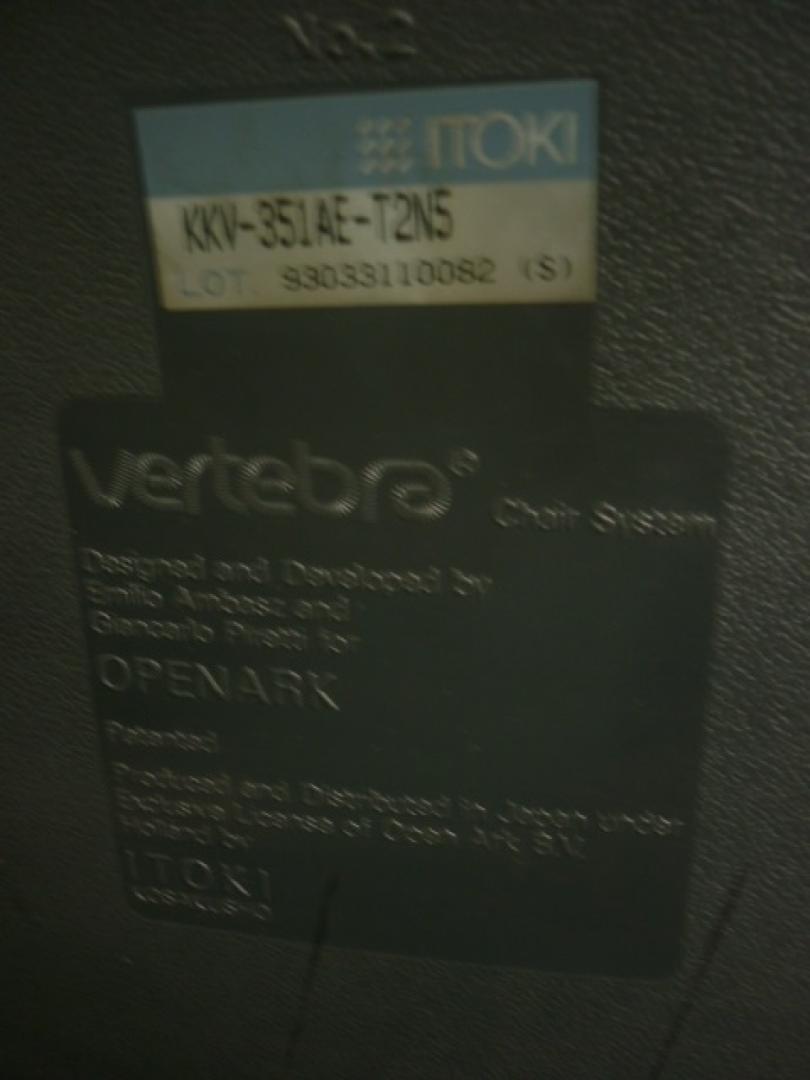 No.2
ITOKI
KKV-351AE-T2N5
LOT. 93033110082 (S)
vertebra® Chair System
Designed and Developed by
Emilio Ambasz and
Giancarlo Piretti for
OPENARK
Patented
Produced and Distributed in Japan under
Exclusive License of Open Ark B.V.
Holland by
ITOKI